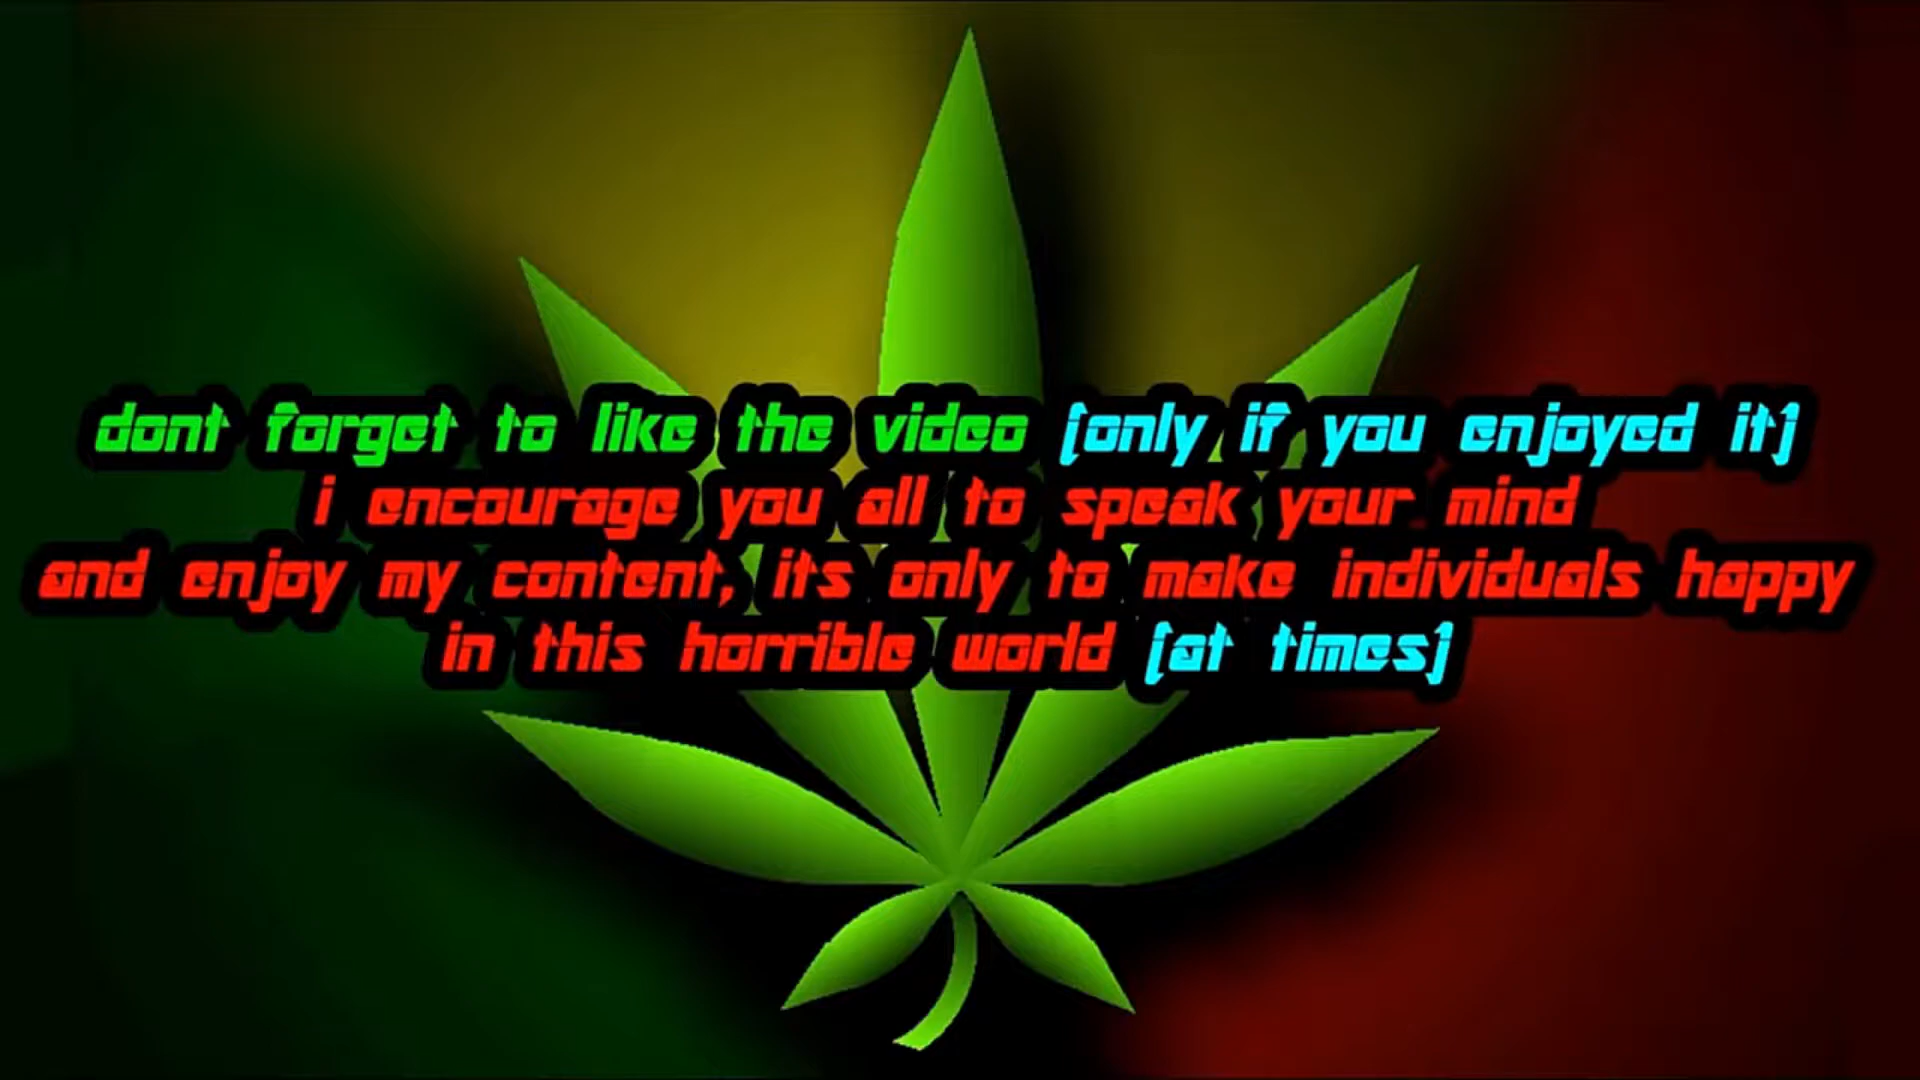 dont forget to like the video (only if you enjoyed it)
i encourage you all to speak your mind
and enjoy my content, its only to make individuals happy
in this horrible world (at times)